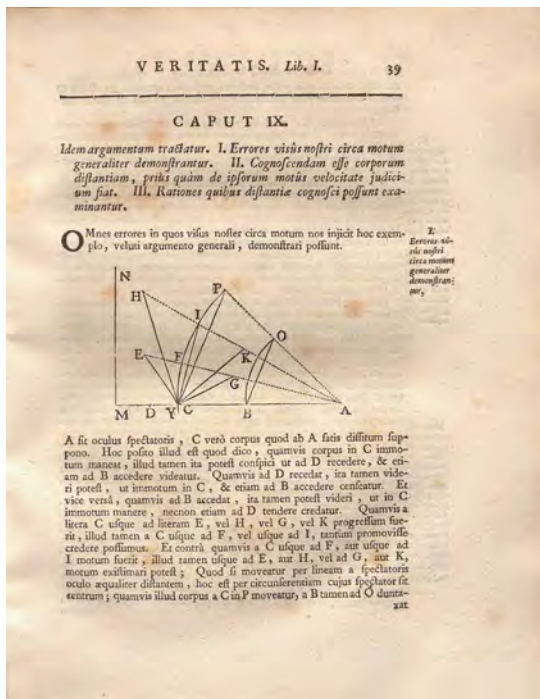 VERITATIS. Lib. I. 39
CAPUT IX.
Idem argumentum tractatur. I. Errores visûs nostri circa motum
generaliter demonstrantur. II. Cognoscendam esse corporum
distantiam, priùs quàm de ipsorum motûs velocitate judici-
um fiat. III. Rationes quibus distantiæ cognosci possunt exa-
minantur.
OMnes errores in quos visus noster circa motum nos injicit hoc exem-
plo, veluti argumento generali, demonstrari possunt.
I.
Errores vi-
sûs nostri
circa motum
generaliter
demonstran-
tur,
N
H
P
I
O
E
F
K
G
M D Y C B A
A sit oculus spectatoris, C verò corpus quod ab A satis dissitum sup-
pono. Hoc posito illud est quod dico, quamvis corpus in C immo-
tum maneat, illud tamen ita potest conspici ut ad D recedere, & eti-
am ad B accedere videatur. Quamvis ad D recedat, ita tamen vide-
ri potest, ut immotum in C, & etiam ad B accedere censeatur. Et
vice versâ, quamvis ad B accedat, ita tamen potest videri, ut in C
immotum manere, necnon etiam ad D tendere credatur. Quamvis a
litera C usque ad literam E, vel H, vel G, vel K progressum fue-
rit, illud tamen a C usque ad F, vel usque ad I, tantùm promovisse
credere possumus. Et contrà quamvis a C usque ad F, aut usque ad
I motum fuerit, illud tamen usque ad E, aut H, vel ad G, aut K,
motum existimari potest; Quod si moveatur per lineam a spectatoris
oculo æqualiter distantem, hoc est per circunferentiam cujus spectator sit
centrum; quamvis illud corpus a C in P moveatur, a B tamen ad O dunta-
xat